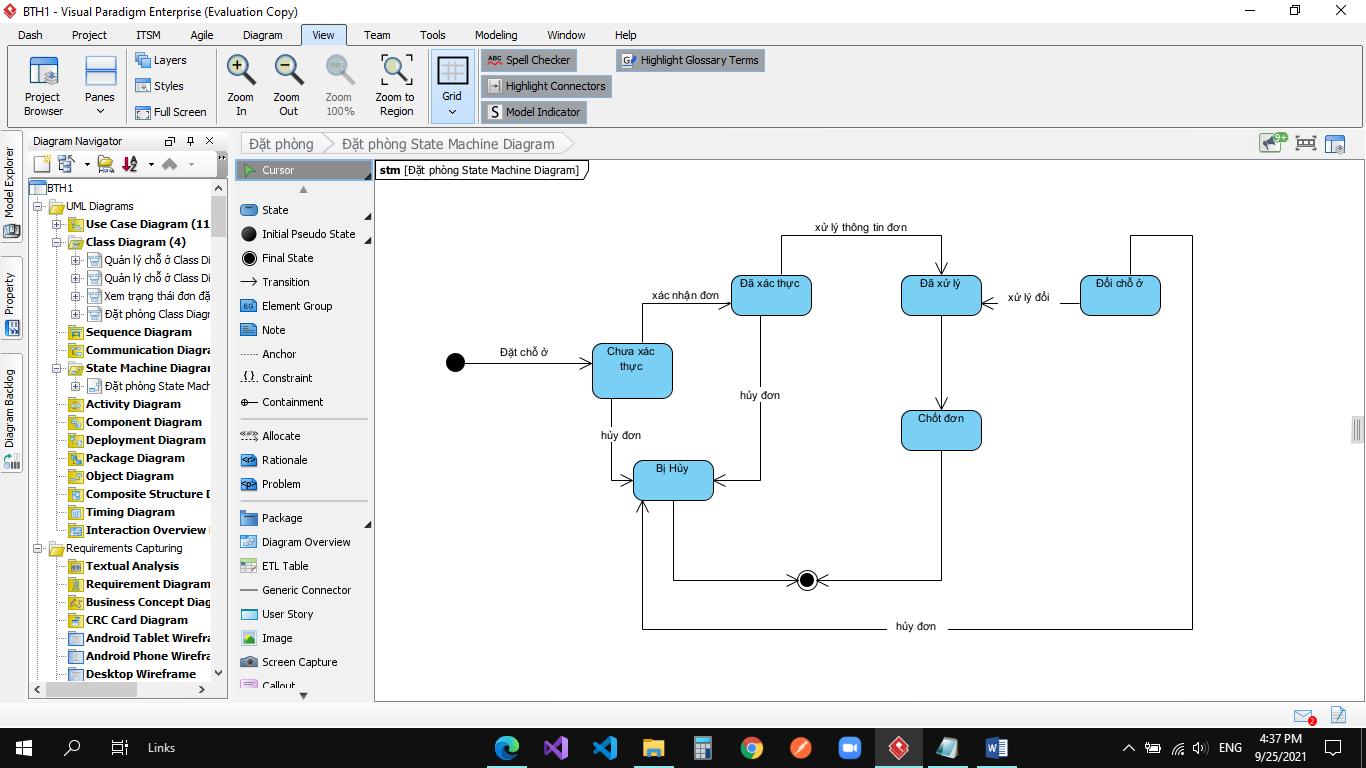 BTH1 - Visual Paradigm Enterprise (Evaluation Copy)
Dash Project ITSM Agile Diagram View Team Tools Modeling Window Help
Project Browser
Panes
Layers
Styles
Full Screen
Zoom In
Zoom Out
Zoom 100%
Zoom to Region
Grid
Spell Checker
Highlight Connectors
Model Indicator
Highlight Glossary Terms
Model Explorer
Property
Diagram Backlog
Diagram Navigator
BTH1
UML Diagrams
Use Case Diagram (11
Class Diagram (4)
Quản lý chỗ ở Class Di
Quản lý chỗ ở Class Di
Xem trạng thái đơn đặ
Đặt phòng Class Diagr
Sequence Diagram
Communication Diagra
State Machine Diagram
Đặt phòng State Mach
Activity Diagram
Component Diagram
Deployment Diagram
Package Diagram
Object Diagram
Composite Structure D
Timing Diagram
Interaction Overview
Requirements Capturing
Textual Analysis
Requirement Diagram
Business Concept Diag
CRC Card Diagram
Android Tablet Wirefra
Android Phone Wirefra
Desktop Wireframe
Đặt phòng
Đặt phòng State Machine Diagram
9+
Cursor
State
Initial Pseudo State
Final State
Transition
Element Group
Note
Anchor
Constraint
Containment
Allocate
Rationale
Problem
Package
Diagram Overview
ETL Table
Generic Connector
User Story
Image
Screen Capture
Callout
stm [Đặt phòng State Machine Diagram]
xử lý thông tin đơn
Đã xác thực
Đã xử lý
Đổi chỗ ở
xác nhận đơn
xử lý đổi
Đặt chỗ ở
Chưa xác
thực
hủy đơn
hủy đơn
Chốt đơn
Bị Hủy
hủy đơn
2
Links
ENG
4:37 PM
9/25/2021